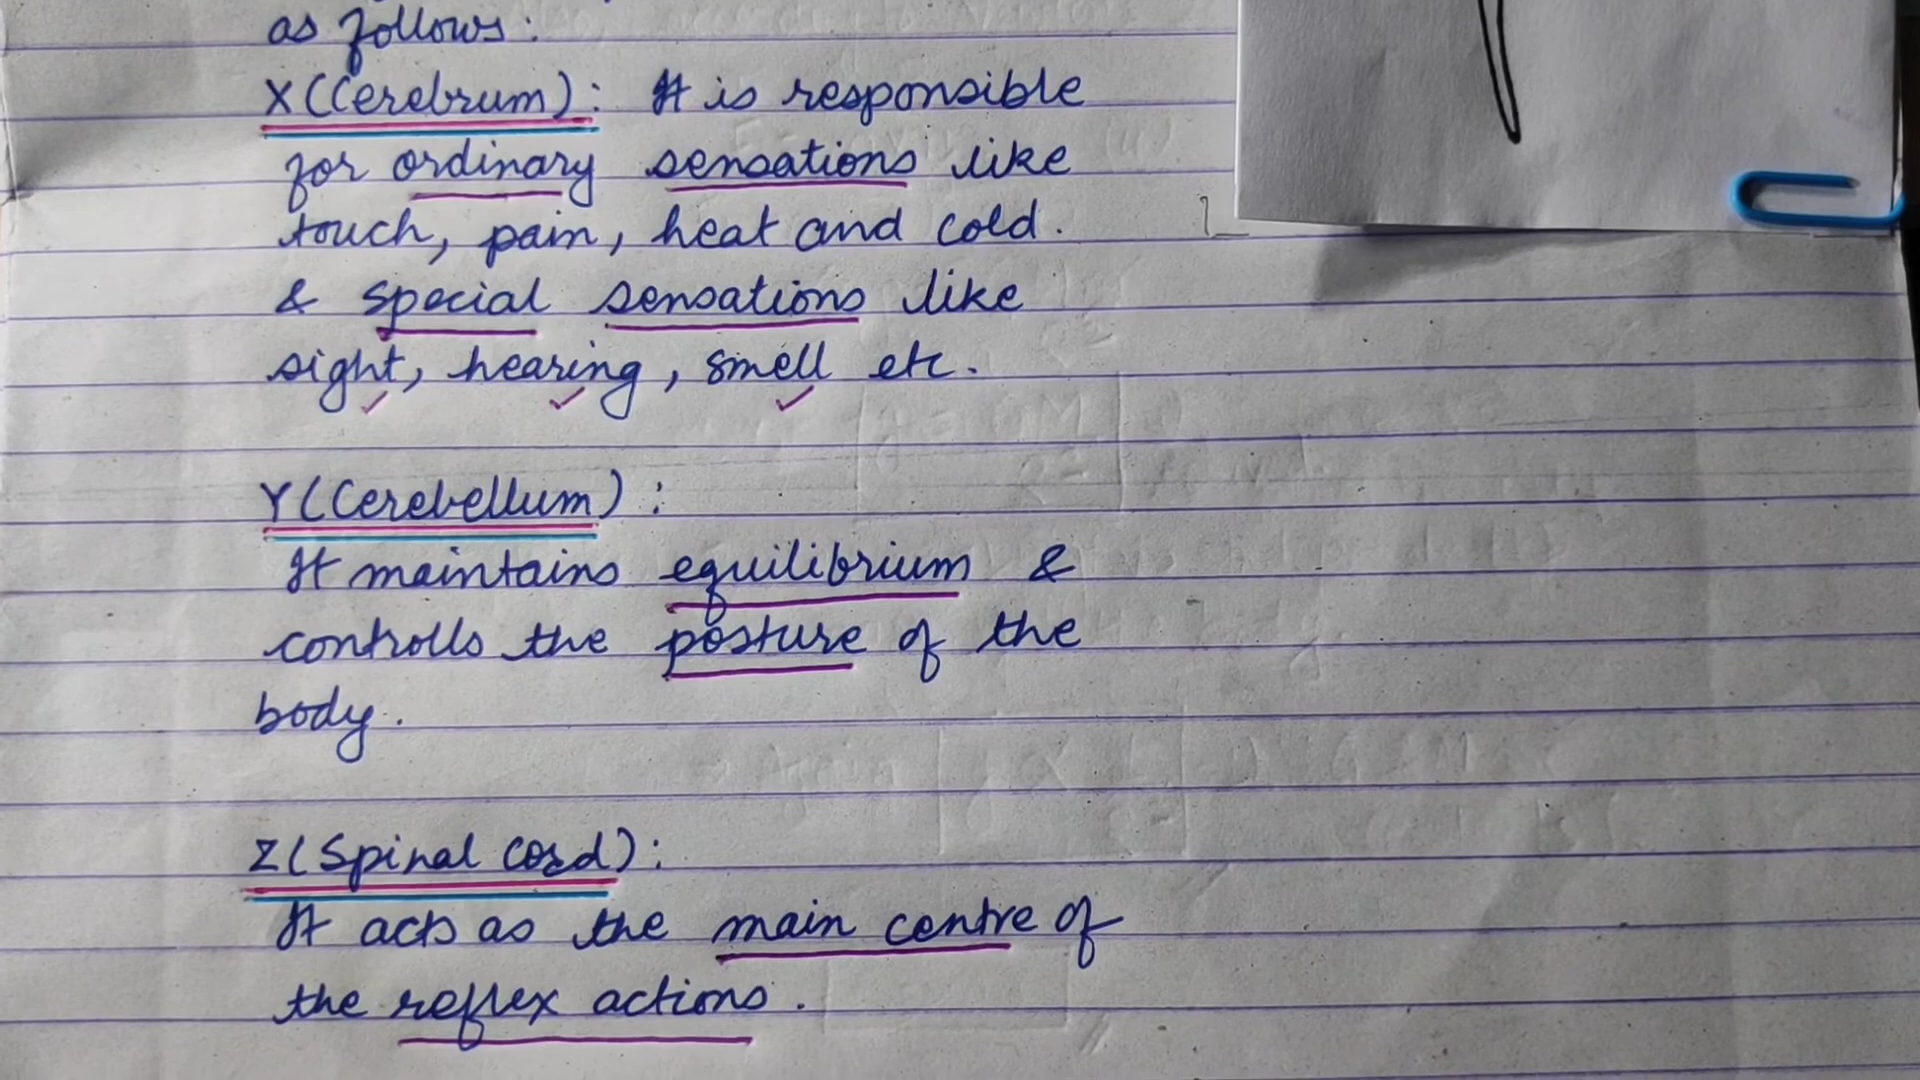 as follows:
X (Cerebrum): It is responsible
for ordinary sensations like
touch, pain, heat and cold.
& special sensations like
sight, hearing, smell etc.
Y (Cerebellum):
It maintains equilibrium &
controlls the posture of the
body.
Z (Spinal Cord):
It acts as the main centre of
the reflex actions.